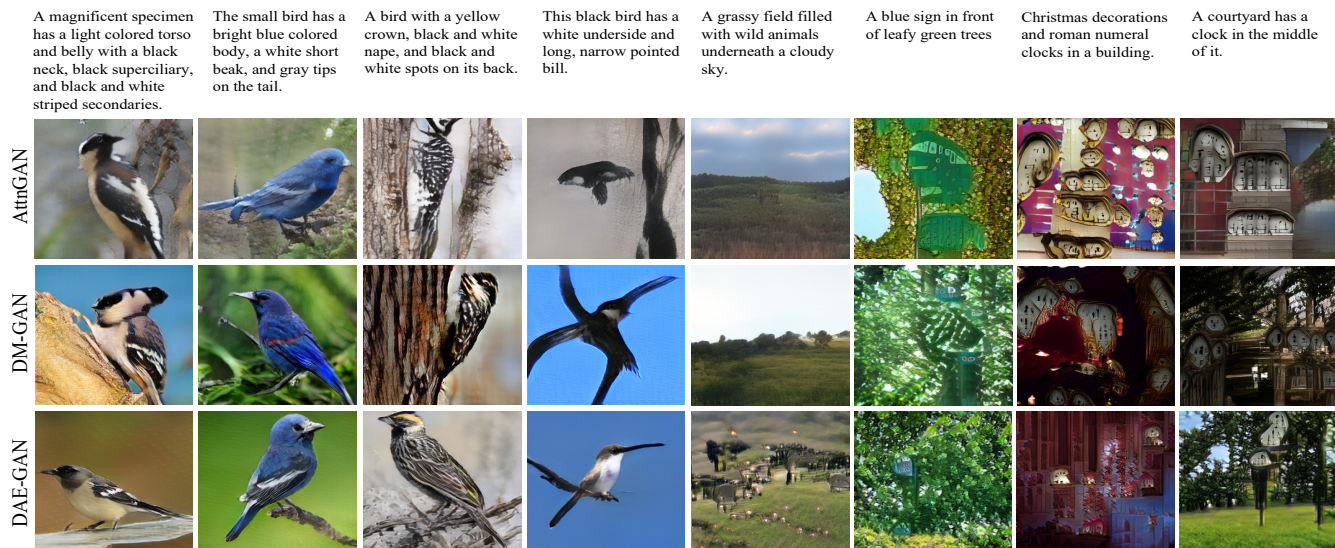 A magnificent specimen
has a light colored torso
and belly with a black
neck, black superciliary,
and black and white
striped secondaries.
The small bird has a
bright blue colored
body, a white short
beak, and gray tips
on the tail.
A bird with a yellow
crown, black and white
nape, and black and
white spots on its back.
This black bird has a
white underside and
long, narrow pointed
bill.
A grassy field filled
with wild animals
underneath a cloudy
sky.
A blue sign in front
of leafy green trees
Christmas decorations
and roman numeral
clocks in a building.
A courtyard has a
clock in the middle
of it.
AttnGAN
DM-GAN
DAE-GAN